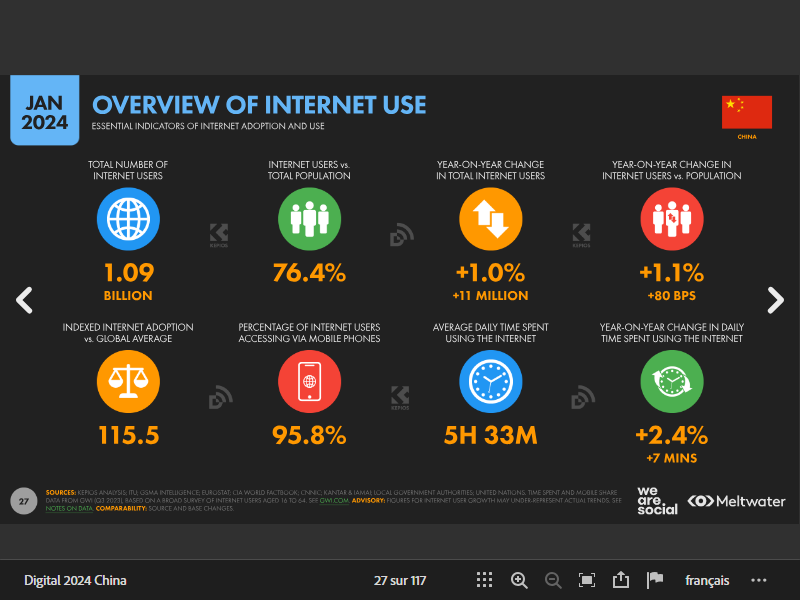 JAN
2024
OVERVIEW OF INTERNET USE
ESSENTIAL INDICATORS OF INTERNET ADOPTION AND USE
CHINA
TOTAL NUMBER OF
INTERNET USERS
INTERNET USERS vs.
TOTAL POPULATION
YEAR-ON-YEAR CHANGE
IN TOTAL INTERNET USERS
YEAR-ON-YEAR CHANGE IN
INTERNET USERS vs. POPULATION
KEPIOS
KEPIOS
1.09
BILLION
76.4%
+1.0%
+11 MILLION
+1.1%
+80 BPS
INDEXED INTERNET ADOPTION
vs. GLOBAL AVERAGE
PERCENTAGE OF INTERNET USERS
ACCESSING VIA MOBILE PHONES
AVERAGE DAILY TIME SPENT
USING THE INTERNET
YEAR-ON-YEAR CHANGE IN DAILY
TIME SPENT USING THE INTERNET
KEPIOS
115.5
95.8%
5H 33M
+2.4%
+7 MINS
27
SOURCES: KEPIOS ANALYSIS; ITU; GSMA INTELLIGENCE; EUROSTAT; CIA WORLD FACTBOOK; CNNIC; KANTAR & IAMAI; LOCAL GOVERNMENT AUTHORITIES; UNITED NATIONS. TIME SPENT AND MOBILE SHARE
DATA FROM GWI (Q3 2023), BASED ON A BROAD SURVEY OF INTERNET USERS AGED 16 TO 64. SEE GWI.COM. ADVISORY: FIGURES FOR INTERNET USER GROWTH MAY UNDER-REPRESENT ACTUAL TRENDS. SEE
NOTES ON DATA. COMPARABILITY: SOURCE AND BASE CHANGES.
we
are.
social
Meltwater
Digital 2024 China
27 sur 117
français